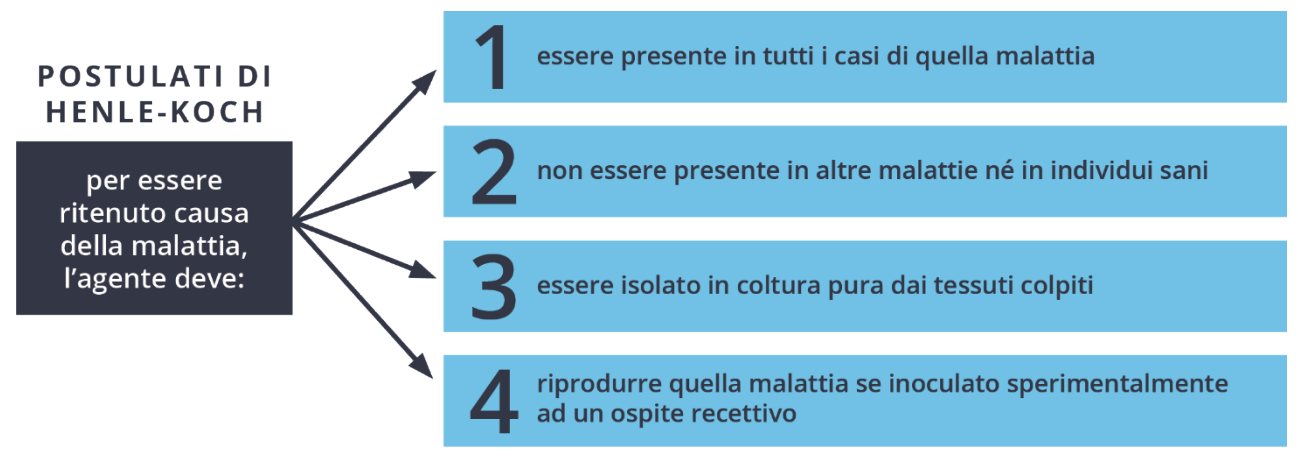 POSTULATI DI
HENLE-KOCH
per essere
ritenuto causa
della malattia,
l'agente deve:
1 essere presente in tutti i casi di quella malattia
2 non essere presente in altre malattie né in individui sani
3 essere isolato in coltura pura dai tessuti colpiti
4 riprodurre quella malattia se inoculato sperimentalmente
ad un ospite recettivo